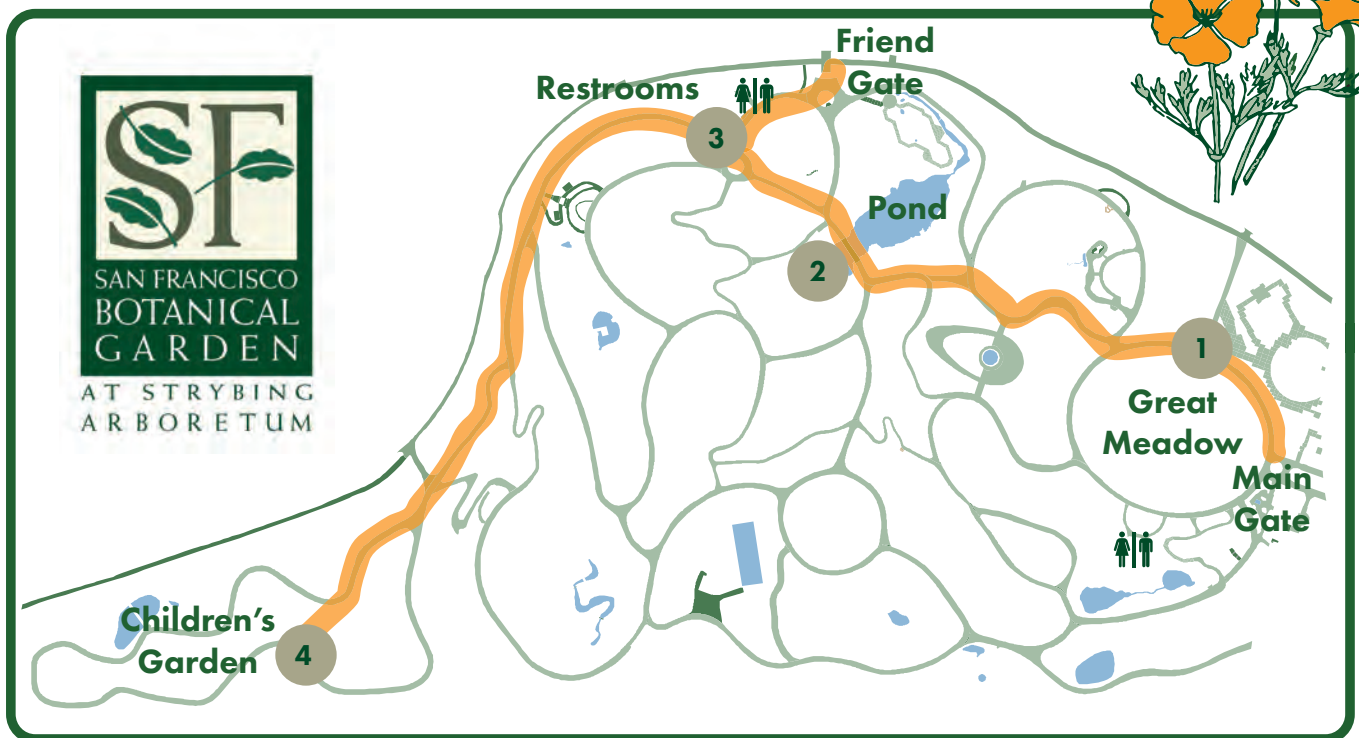 SF
SAN FRANCISCO
BOTANICAL
GARDEN
AT STRYBING
ARBORETUM
Friend
Gate
Restrooms
3
Pond
2
1
Great
Meadow
Main
Gate
Children's
Garden
4